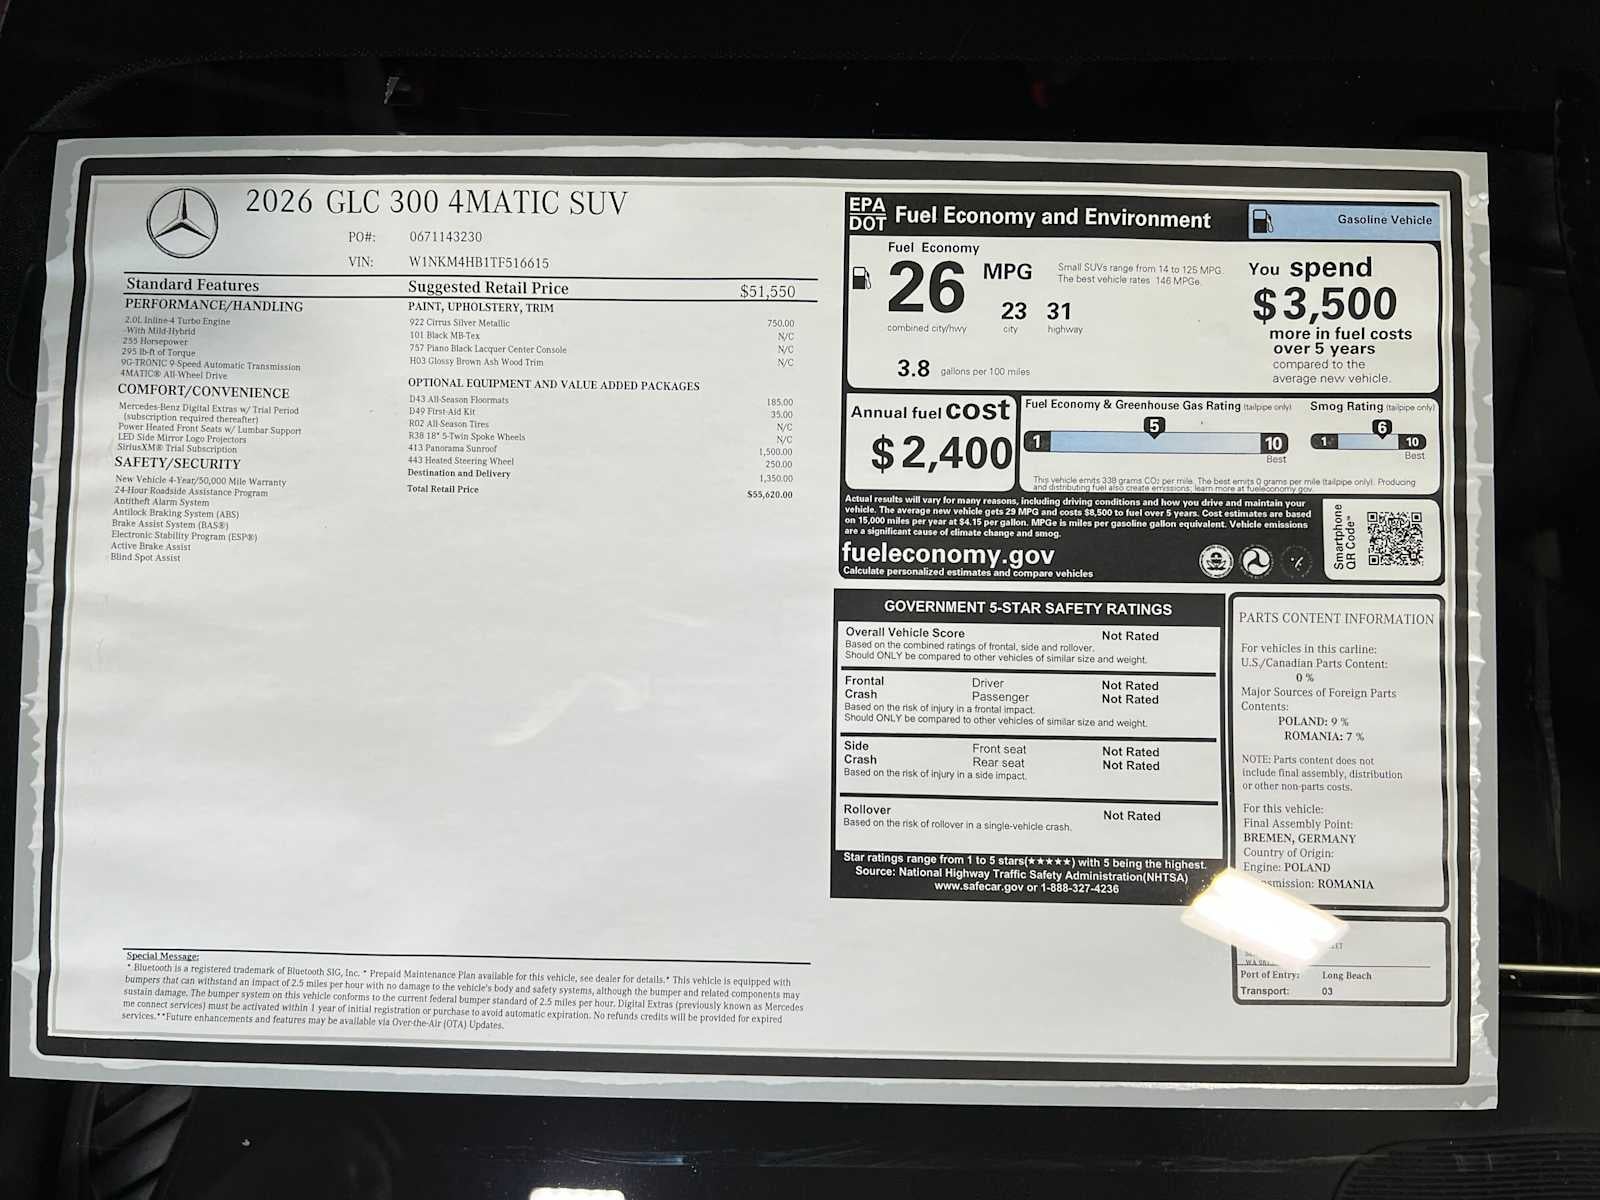 2026 GLC 300 4MATIC SUV
PO#: 0671143230
VIN: W1NKM4HB1TF516615
Standard Features
PERFORMANCE/HANDLING
2.0L Inline-4 Turbo Engine
-With Mild-Hybrid
255 Horsepower
295 lb-ft of Torque
9G-TRONIC 9-Speed Automatic Transmission
4MATIC® All-Wheel Drive
COMFORT/CONVENIENCE
Mercedes-Benz Digital Extras w/ Trial Period
(subscription required thereafter)
Power Heated Front Seats w/ Lumbar Support
LED Side Mirror Logo Projectors
SiriusXM® Trial Subscription
SAFETY/SECURITY
New Vehicle 4-Year/50,000 Mile Warranty
24-Hour Roadside Assistance Program
Antitheft Alarm System
Antilock Braking System (ABS)
Brake Assist System (BAS®)
Electronic Stability Program (ESP®)
Active Brake Assist
Blind Spot Assist
Suggested Retail Price $51,550
PAINT, UPHOLSTERY, TRIM
922 Cirrus Silver Metallic 750.00
101 Black MB-Tex N/C
757 Piano Black Lacquer Center Console N/C
H03 Glossy Brown Ash Wood Trim N/C
OPTIONAL EQUIPMENT AND VALUE ADDED PACKAGES
D43 All-Season Floormats 185.00
D49 First-Aid Kit 35.00
R02 All-Season Tires N/C
R38 18" 5-Twin Spoke Wheels N/C
413 Panorama Sunroof 1,500.00
443 Heated Steering Wheel 250.00
Destination and Delivery 1,350.00
Total Retail Price $55,620.00
Special Message:
* Bluetooth is a registered trademark of Bluetooth SIG, Inc. * Prepaid Maintenance Plan available for this vehicle, see dealer for details.* This vehicle is equipped with
bumpers that can withstand an impact of 2.5 miles per hour with no damage to the vehicle's body and safety systems, although the bumper and related components may
sustain damage. The bumper system on this vehicle conforms to the current federal bumper standard of 2.5 miles per hour. Digital Extras (previously known as Mercedes
me connect services) must be activated within 1 year of initial registration or purchase to avoid automatic expiration. No refunds credits will be provided for expired
services.**Future enhancements and features may be available via Over-the-Air (OTA) Updates.
EPA
DOT Fuel Economy and Environment
Gasoline Vehicle
Fuel Economy
26 MPG
combined city/hwy
23 city
31 highway
3.8 gallons per 100 miles
Small SUVs range from 14 to 125 MPG.
The best vehicle rates 146 MPGe.
You spend
$3,500
more in fuel costs
over 5 years
compared to the
average new vehicle.
Annual fuel cost
$2,400
Fuel Economy & Greenhouse Gas Rating (tailpipe only)
1 5 10
Best
Smog Rating (tailpipe only)
1 6 10
Best
This vehicle emits 338 grams CO2 per mile. The best emits 0 grams per mile (tailpipe only). Producing
and distributing fuel also create emissions; learn more at fueleconomy.gov.
Actual results will vary for many reasons, including driving conditions and how you drive and maintain your
vehicle. The average new vehicle gets 29 MPG and costs $8,500 to fuel over 5 years. Cost estimates are based
on 15,000 miles per year at $4.15 per gallon. MPGe is miles per gasoline gallon equivalent. Vehicle emissions
are a significant cause of climate change and smog.
fueleconomy.gov
Calculate personalized estimates and compare vehicles
Smartphone
QR Code™
GOVERNMENT 5-STAR SAFETY RATINGS
Overall Vehicle Score Not Rated
Based on the combined ratings of frontal, side and rollover.
Should ONLY be compared to other vehicles of similar size and weight.
Frontal Driver Not Rated
Crash Passenger Not Rated
Based on the risk of injury in a frontal impact.
Should ONLY be compared to other vehicles of similar size and weight.
Side Front seat Not Rated
Crash Rear seat Not Rated
Based on the risk of injury in a side impact.
Rollover Not Rated
Based on the risk of rollover in a single-vehicle crash.
Star ratings range from 1 to 5 stars(★★★★★) with 5 being the highest.
Source: National Highway Traffic Safety Administration(NHTSA)
www.safecar.gov or 1-888-327-4236
PARTS CONTENT INFORMATION
For vehicles in this carline:
U.S./Canadian Parts Content:
0 %
Major Sources of Foreign Parts
Contents:
POLAND: 9 %
ROMANIA: 7 %
NOTE: Parts content does not
include final assembly, distribution
or other non-parts costs.
For this vehicle:
Final Assembly Point:
BREMEN, GERMANY
Country of Origin:
Engine: POLAND
ROMANIA
Port of Entry: Long Beach
Transport: 03